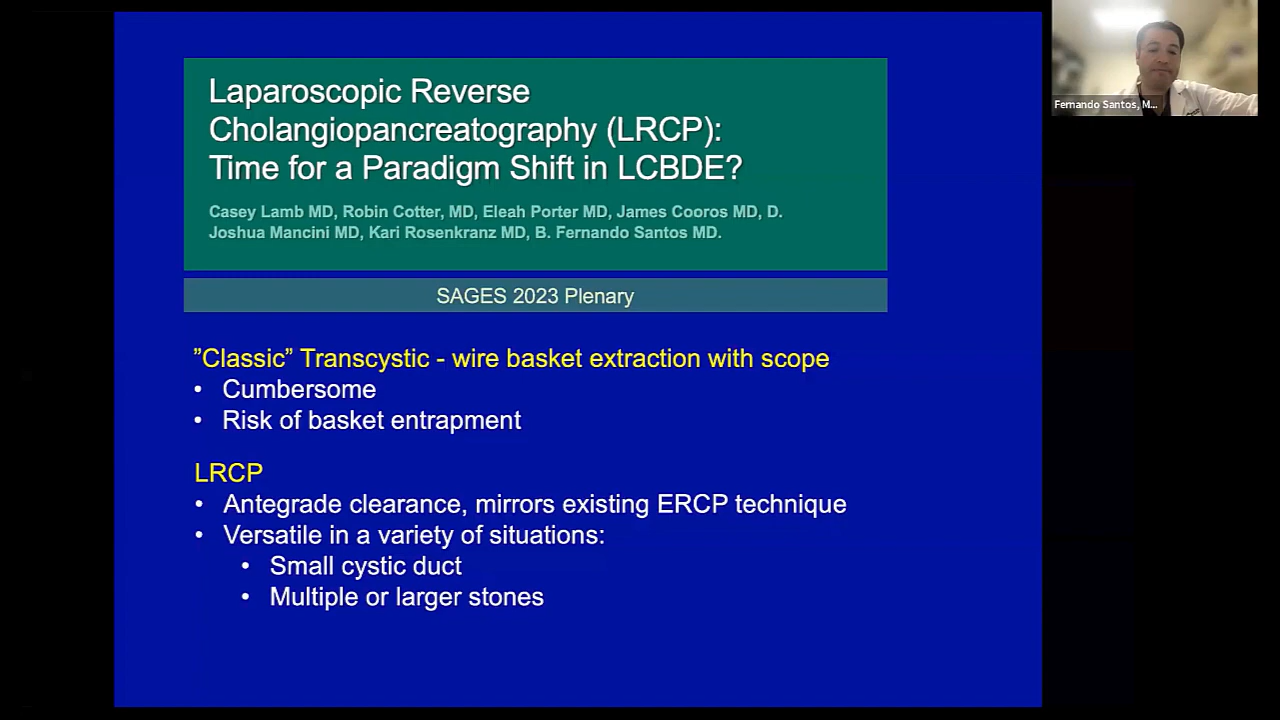 Laparoscopic Reverse
Cholangiopancreatography (LRCP):
Time for a Paradigm Shift in LCBDE?
Casey Lamb MD, Robin Cotter, MD, Eleah Porter MD, James Cooros MD, D.
Joshua Mancini MD, Kari Rosenkranz MD, B. Fernando Santos MD.
SAGES 2023 Plenary
”Classic” Transcystic - wire basket extraction with scope
• Cumbersome
• Risk of basket entrapment
LRCP
• Antegrade clearance, mirrors existing ERCP technique
• Versatile in a variety of situations:
• Small cystic duct
• Multiple or larger stones
Fernando Santos, M...